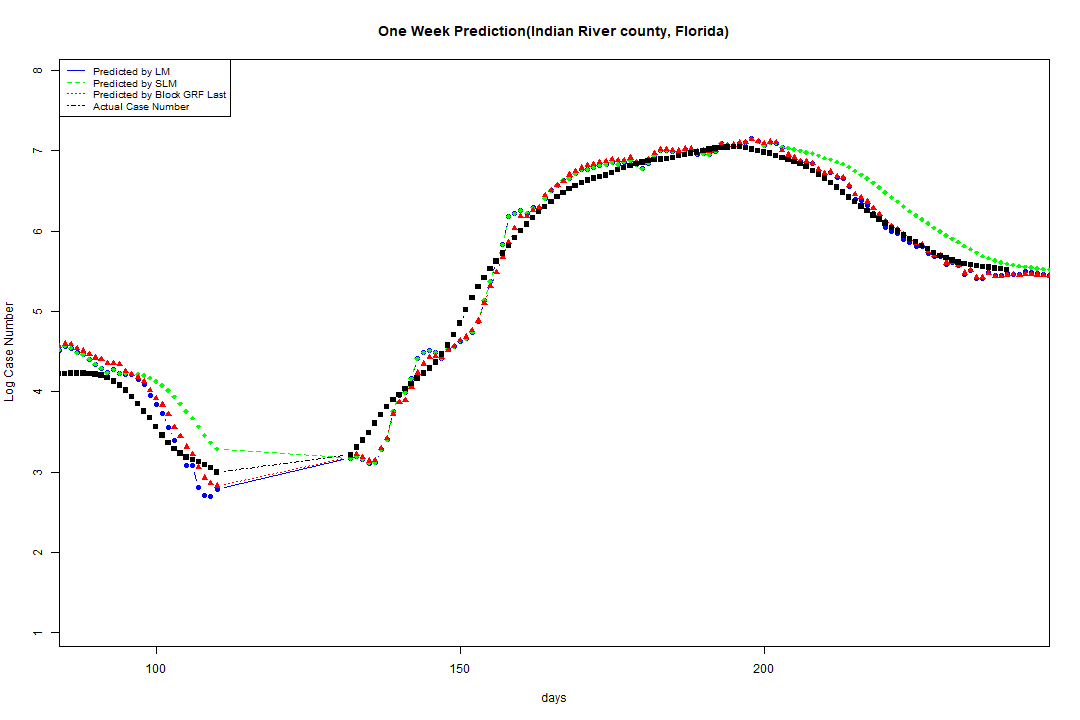 One Week Prediction(Indian River county, Florida)
Predicted by LM
Predicted by SLM
Predicted by Block GRF Last
Actual Case Number
8
7
6
5
4
3
2
1
Log Case Number
100
150
200
days